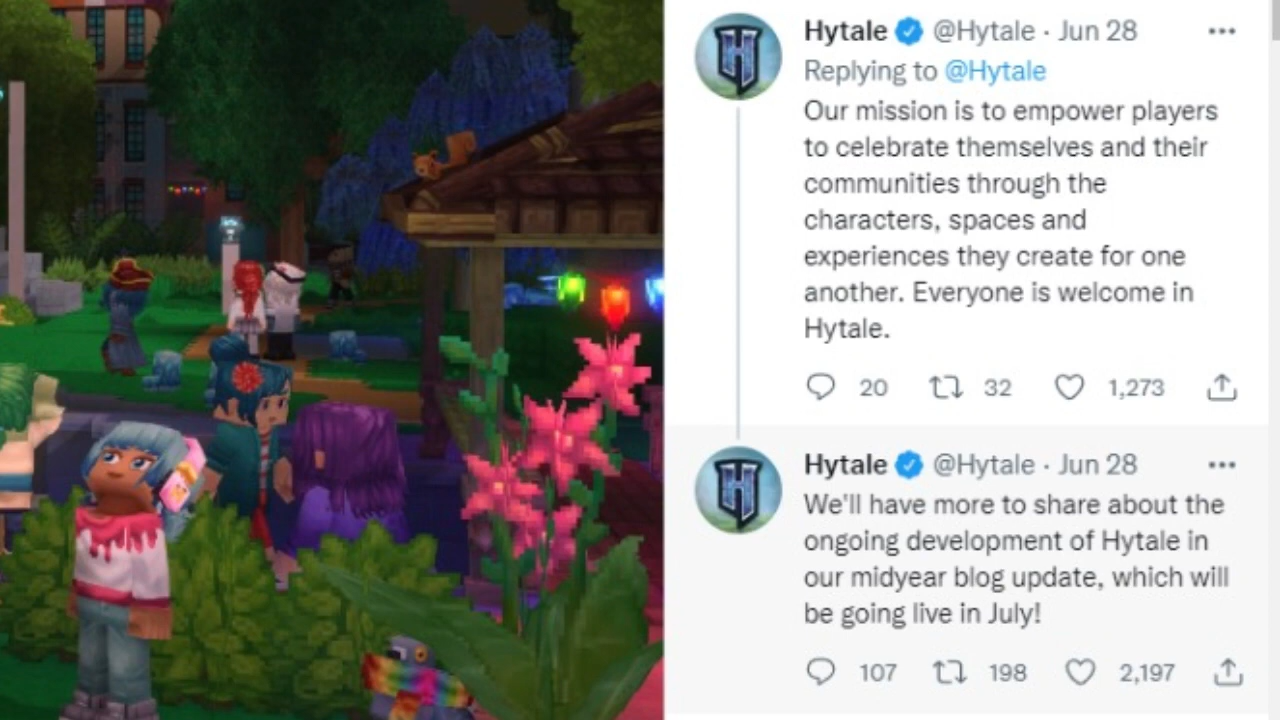 Hytale @Hytale · Jun 28
Replying to @Hytale
Our mission is to empower players
to celebrate themselves and their
communities through the
characters, spaces and
experiences they create for one
another. Everyone is welcome in
Hytale.
20 32 1,273
Hytale @Hytale · Jun 28
We'll have more to share about the
ongoing development of Hytale in
our midyear blog update, which will
be going live in July!
107 198 2,197